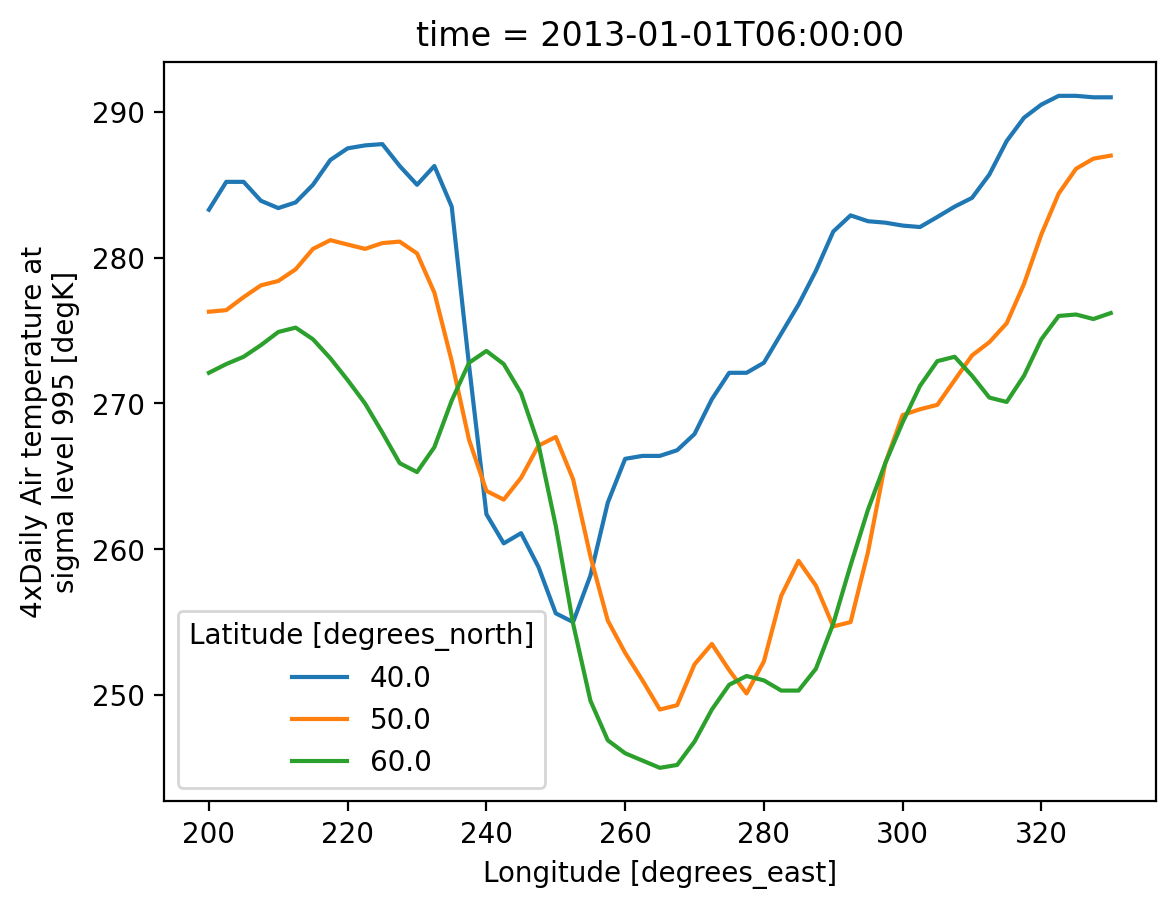 time = 2013-01-01T06:00:00
4xDaily Air temperature at
sigma level 995 [degK]
290
280
270
260
250
Latitude [degrees_north]
40.0
50.0
60.0
200 220 240 260 280 300 320
Longitude [degrees_east]